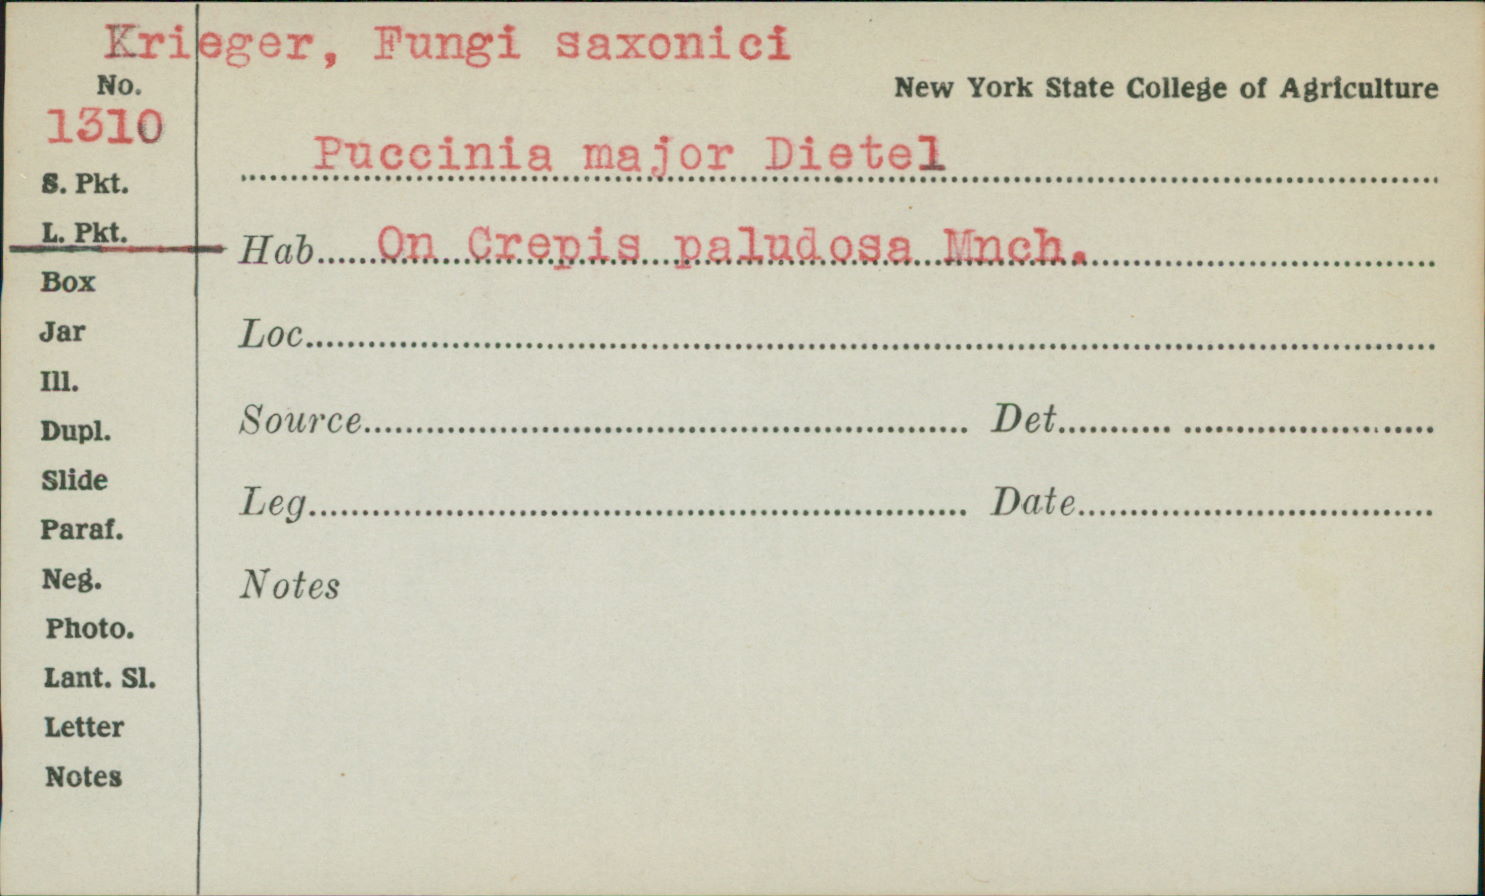 Krieger, Fungi saxonici
No.
New York State College of Agriculture
1310
Puccinia major Dietel
S. Pkt.
L. Pkt.
Hab. On Crepis paludosa Mnch.
Box
Jar
Loc.
Ill.
Source
Det.
Dupl.
Slide
Leg.
Date
Paraf.
Neg.
Notes
Photo.
Lant. Sl.
Letter
Notes